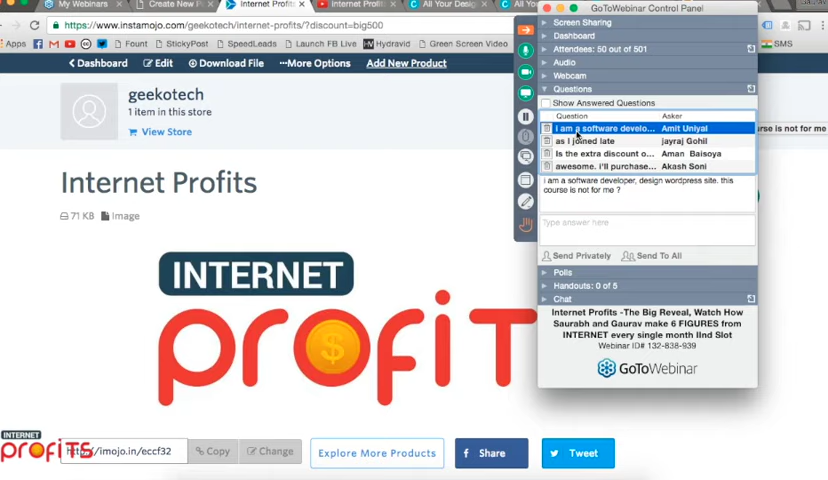 My Webinars
Create New P
Internet Profits
Internet Profits
All Your Desig
All Yo
https://www.instamojo.com/geekotech/internet-profits/?discount=big500
Apps
Fount
StickyPost
SpeedLeads
Launch FB Live
Hydravid
Green Screen Video
SMS
Dashboard
Edit
Download File
More Options
Add New Product
geekotech
1 item in this store
View Store
Internet Profits
71 KB
Image
INTERNET
profit
INTERNET
profits
http://imojo.in/eccf32
Copy
Change
Explore More Products
Share
Tweet
GoToWebinar Control Panel
Screen Sharing
Dashboard
Attendees: 50 out of 501
Audio
Webcam
Questions
Show Answered Questions
Question Asker
i am a software develo... Amit Uniyal
as I joined late jayraj Gohil
Is the extra discount o... Aman Baisoya
awesome. i'll purchase... Akash Soni
i am a software developer, design wordpress site. this
course is not for me ?
Type answer here
Send Privately
Send To All
Polls
Handouts: 0 of 5
Chat
Internet Profits -The Big Reveal, Watch How
Saurabh and Gaurav make 6 FIGURES from
INTERNET every single month IInd Slot
Webinar ID# 132-838-939
GoToWebinar
urse is not for me